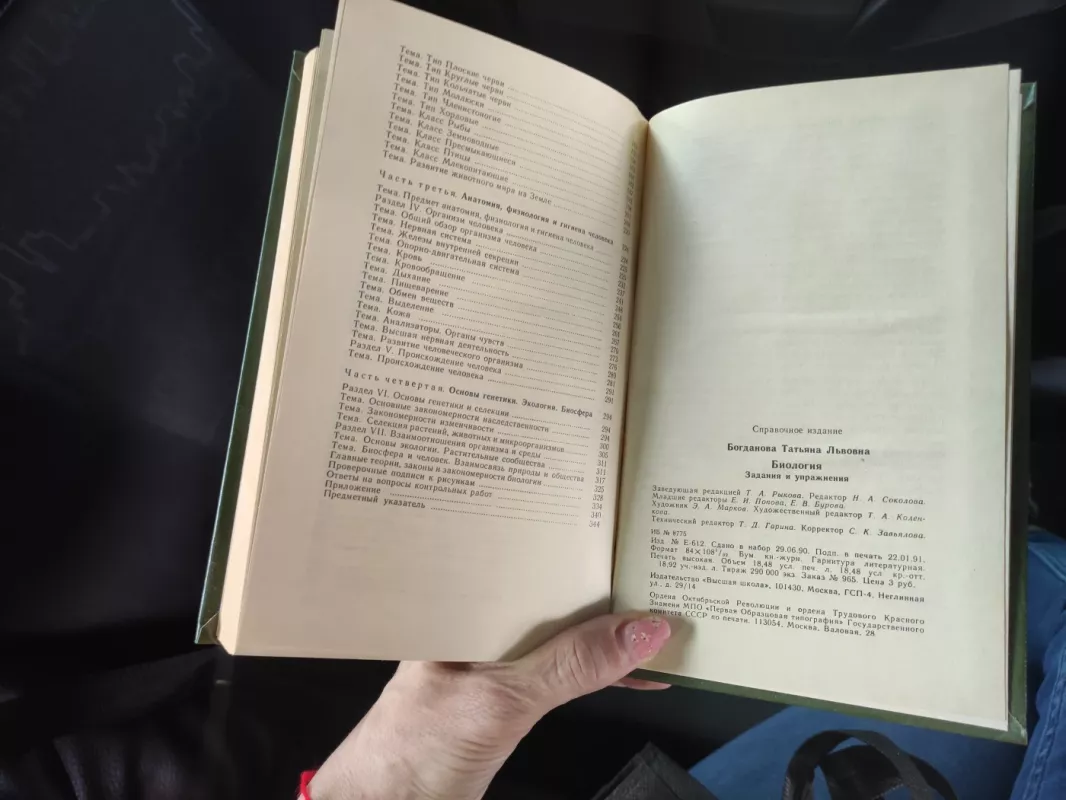 Тема. Тип Плоские черви
Тема. Тип Круглые черви
Тема. Тип Кольчатые черви
Тема. Тип Моллюски
Тема. Тип Членистоногие
Тема. Тип Хордовые
Тема. Класс Рыбы
Тема. Класс Земноводные
Тема. Класс Пресмыкающиеся
Тема. Класс Птицы
Тема. Класс Млекопитающие
Тема. Развитие животного мира на Земле
Часть третья. Анатомия, физиология и гигиена человека
Тема. Предмет анатомия, физиология и гигиена человека
Раздел IV. Организм человека
Тема. Общий обзор организма человека
Тема. Нервная система
Тема. Железы внутренней секреции
Тема. Опорно-двигательная система
Тема. Кровь
Тема. Кровообращение
Тема. Дыхание
Тема. Пищеварение
Тема. Обмен веществ
Тема. Выделение
Тема. Кожа
Тема. Анализаторы. Органы чувств
Тема. Высшая нервная деятельность
Тема. Развитие человеческого организма
Раздел V. Происхождение человека
Тема. Происхождение человека
Часть четвертая. Основы генетики. Экология. Биосфера
Раздел VI. Основы генетики и селекции
Тема. Основные закономерности наследственности
Тема. Закономерности изменчивости
Тема. Селекция растений, животных и микроорганизмов
Раздел VII. Взаимоотношения организма и среды
Тема. Основы экологии. Растительные сообщества
Тема. Биосфера и человек. Взаимосвязь природы и общества
Главные теории, законы и закономерности биологии
Проверочные подписи к рисункам
Ответы на вопросы контрольных работ
Приложение
Предметный указатель 344
Справочное издание
Богданова Татьяна Львовна
Биология
Задания и упражнения
Заведующая редакцией Т. А. Рыкова. Редактор Н. А. Соколова.
Младшие редакторы Е. И. Попова, Е. В. Бурова.
Художник Э. А. Марков. Художественный редактор Т. А. Колен-
кова.
Технический редактор Т. Д. Гарина. Корректор С. К. Завьялова.
ИБ № 8775
Изд. № Е-612. Сдано в набор 29.06.90. Подп. в печать 22.01.91.
Формат 84×108¹/₃₂ Бум. кн.-журн. Гарнитура литературная.
Печать высокая. Объем 18,48 усл. печ. л. 18,48 усл. кр.-отт.
18,92 уч.-изд. л. Тираж 290 000 экз. Заказ № 965. Цена 3 руб.
Издательство «Высшая школа», 101430, Москва, ГСП-4, Неглинная
ул., д. 29/14
Ордена Октябрьской Революции и ордена Трудового Красного
Знамени МПО «Первая Образцовая типография» Государственного
комитета СССР по печати. 113054, Москва, Валовая, 28